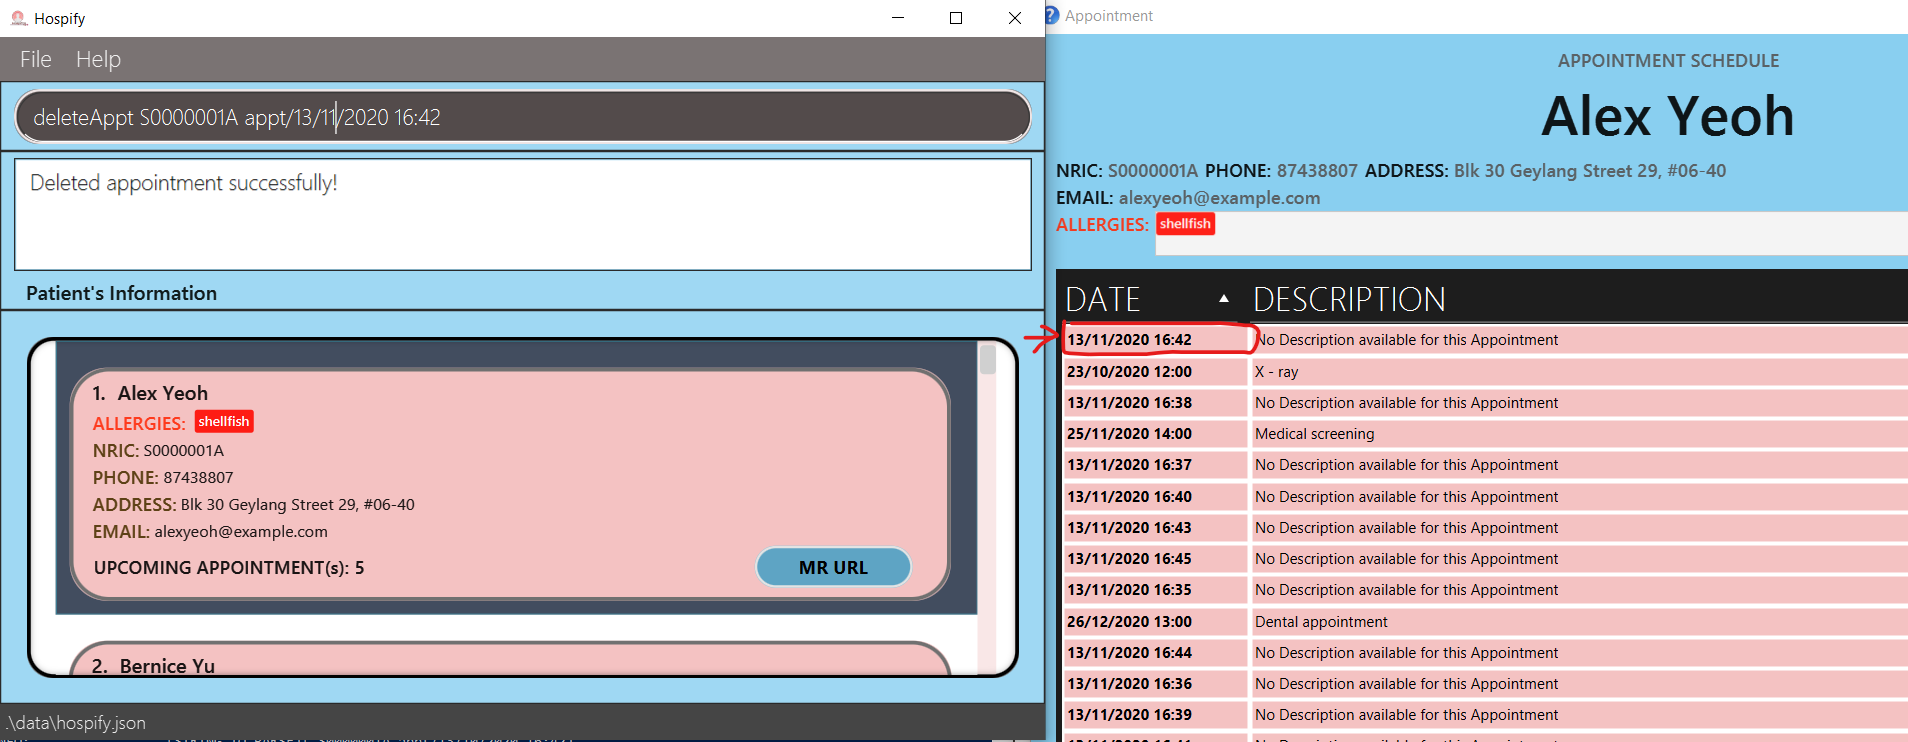 Hospify
File Help
deleteAppt S0000001A appt/13/11/2020 16:42
Deleted appointment successfully!
Patient's Information
1. Alex Yeoh
ALLERGIES: shellfish
NRIC: S0000001A
PHONE: 87438807
ADDRESS: Blk 30 Geylang Street 29, #06-40
EMAIL: alexyeoh@example.com
UPCOMING APPOINTMENT(s): 5
MR URL
2. Bernice Yu
.\data\hospify.json
Appointment
APPOINTMENT SCHEDULE
Alex Yeoh
NRIC: S0000001A PHONE: 87438807 ADDRESS: Blk 30 Geylang Street 29, #06-40
EMAIL: alexyeoh@example.com
ALLERGIES: shellfish
DATE DESCRIPTION
13/11/2020 16:42 No Description available for this Appointment
23/10/2020 12:00 X - ray
13/11/2020 16:38 No Description available for this Appointment
25/11/2020 14:00 Medical screening
13/11/2020 16:37 No Description available for this Appointment
13/11/2020 16:40 No Description available for this Appointment
13/11/2020 16:43 No Description available for this Appointment
13/11/2020 16:45 No Description available for this Appointment
13/11/2020 16:35 No Description available for this Appointment
26/12/2020 13:00 Dental appointment
13/11/2020 16:44 No Description available for this Appointment
13/11/2020 16:36 No Description available for this Appointment
13/11/2020 16:39 No Description available for this Appointment